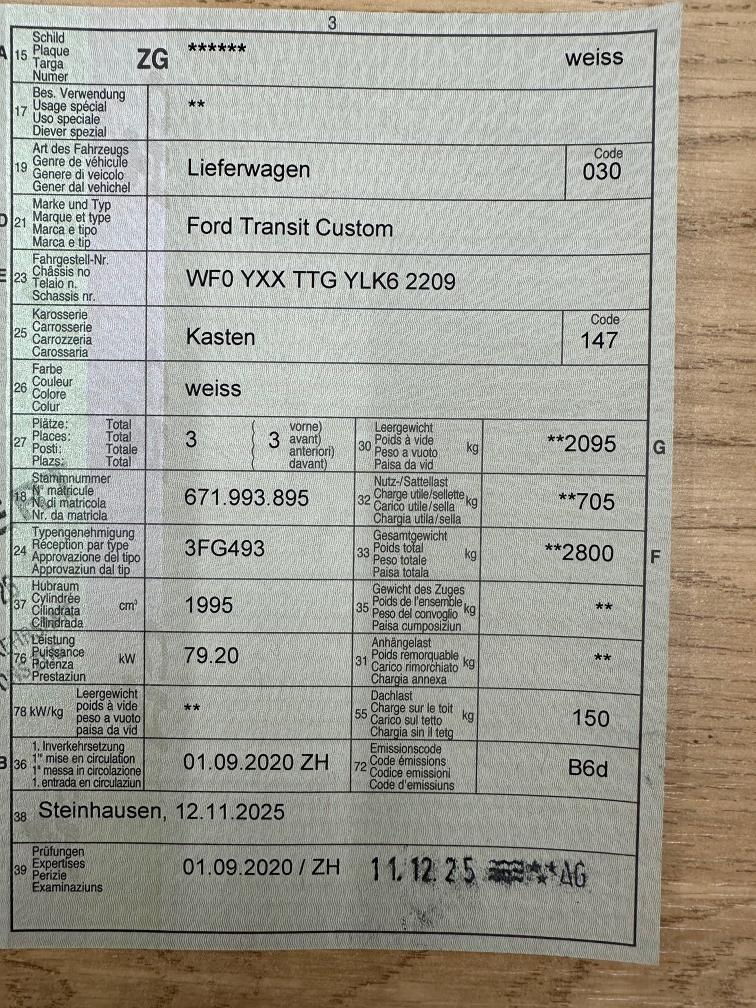 3
A 15 Schild
Plaque
Targa
Numer
ZG ****** weiss
17 Bes. Verwendung
Usage spécial
Uso speciale
Diever spezial
**
19 Art des Fahrzeugs
Genre de véhicule
Genere di veicolo
Gener dal vehichel
Lieferwagen
Code
030
D 21 Marke und Typ
Marque et type
Marca e tipo
Marca e tip
Ford Transit Custom
E 23 Fahrgestell-Nr.
Châssis no
Telaio n.
Schassis nr.
WF0 YXX TTG YLK6 2209
25 Karosserie
Carrosserie
Carrozzeria
Carossaria
Kasten
Code
147
26 Farbe
Couleur
Colore
Colur
weiss
27 Plätze: Total
Places: Total
Posti: Totale
Plazs: Total
3
3 vorne)
avant)
anteriori)
davant)
30 Leergewicht
Poids à vide
Peso a vuoto
Paisa da vid
kg
**2095
G
18 Stammnummer
N° matricule
N. di matricola
Nr. da matricla
671.993.895
32 Nutz-/Sattellast
Charge utile/sellette
Carico utile/sella
Chargia utila/sella
kg
**705
24 Typengenehmigung
Réception par type
Approvazione del tipo
Approvaziun dal tip
3FG493
33 Gesamtgewicht
Poids total
Peso totale
Paisa totala
kg
**2800
F
37 Hubraum
Cylindrée
Cilindrata
Cilindrada
cm³
1995
35 Gewicht des Zuges
Poids de l'ensemble
Peso del convoglio
Paisa cumposiziun
kg
**
76 Leistung
Puissance
Potenza
Prestaziun
kW
79.20
31 Anhängelast
Poids remorquable
Carico rimorchiato
Chargia annexa
kg
**
78 kW/kg Leergewicht
poids à vide
peso a vuoto
paisa da vid
**
55 Dachlast
Charge sur le toit
Carico sul tetto
Chargia sin il tetg
kg
150
B 36 1. Inverkehrsetzung
1re mise en circulation
1a messa in circolazione
1. entrada en circulaziun
01.09.2020 ZH
72 Emissionscode
Code émissions
Codice emissioni
Code d'emissiuns
B6d
38 Steinhausen, 12.11.2025
39 Prüfungen
Expertises
Perizie
Examinaziuns
01.09.2020 / ZH 11.12.25 AG